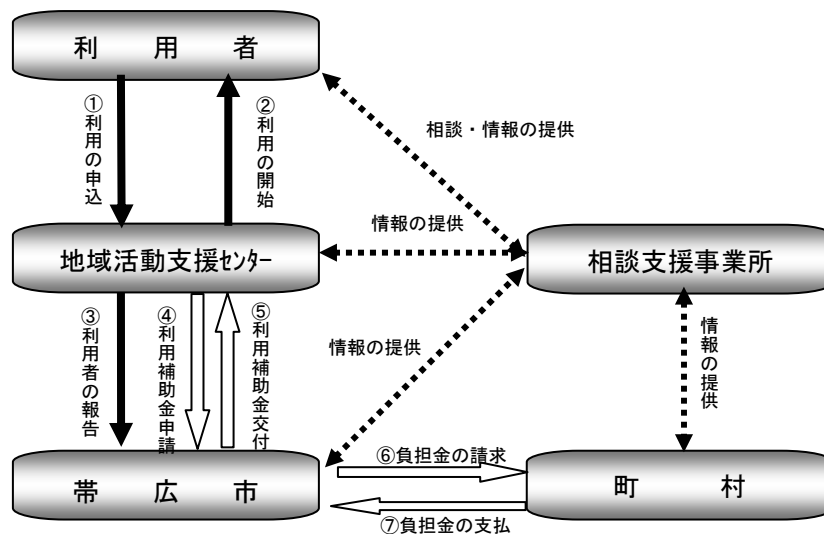 利　用　者
①利用の申込
②利用の開始
相談・情報の提供
情報の提供
地域活動支援ｾﾝﾀｰ
相談支援事業所
③利用者の報告
④利用補助金申請
⑤利用補助金交付
情報の提供
情報の提供
⑥負担金の請求
帯　広　市
町　村
⑦負担金の支払